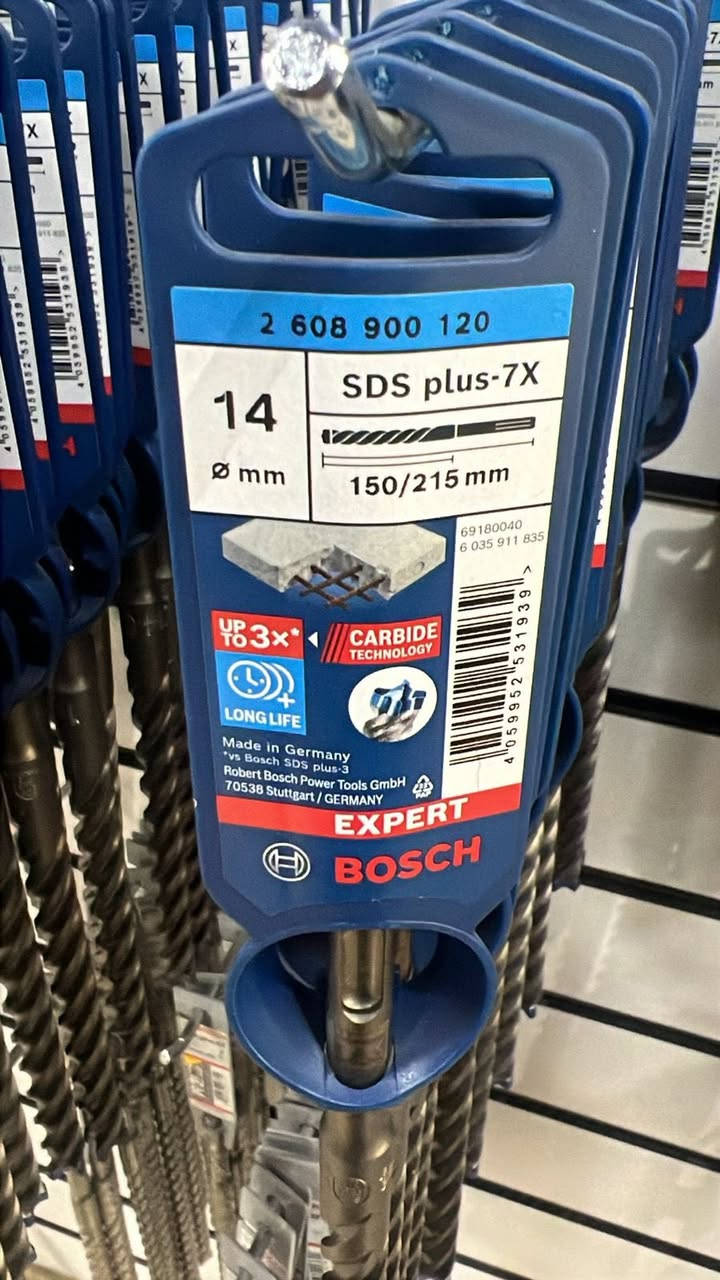 2 608 900 120
14
Ø mm
SDS plus-7X
150/215 mm
69180040
6 035 911 835
UP TO 3x*
CARBIDE
TECHNOLOGY
LONG LIFE
4 059952 531939 >
Made in Germany
*vs Bosch SDS plus-3
Robert Bosch Power Tools GmbH
70538 Stuttgart / GERMANY
PAP
EXPERT
BOSCH